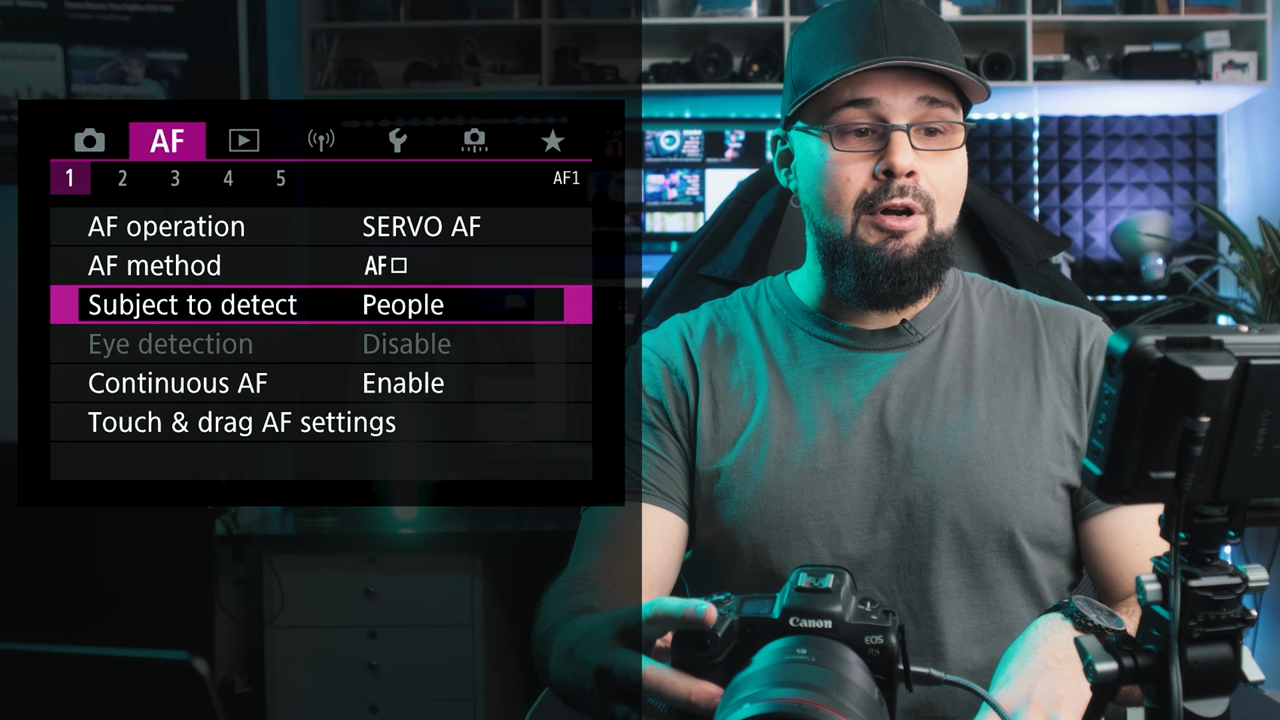 AF
1 2 3 4 5 AF1
AF operation SERVO AF
AF method AF
Subject to detect People
Eye detection Disable
Continuous AF Enable
Touch & drag AF settings
Canon
EOS
R5